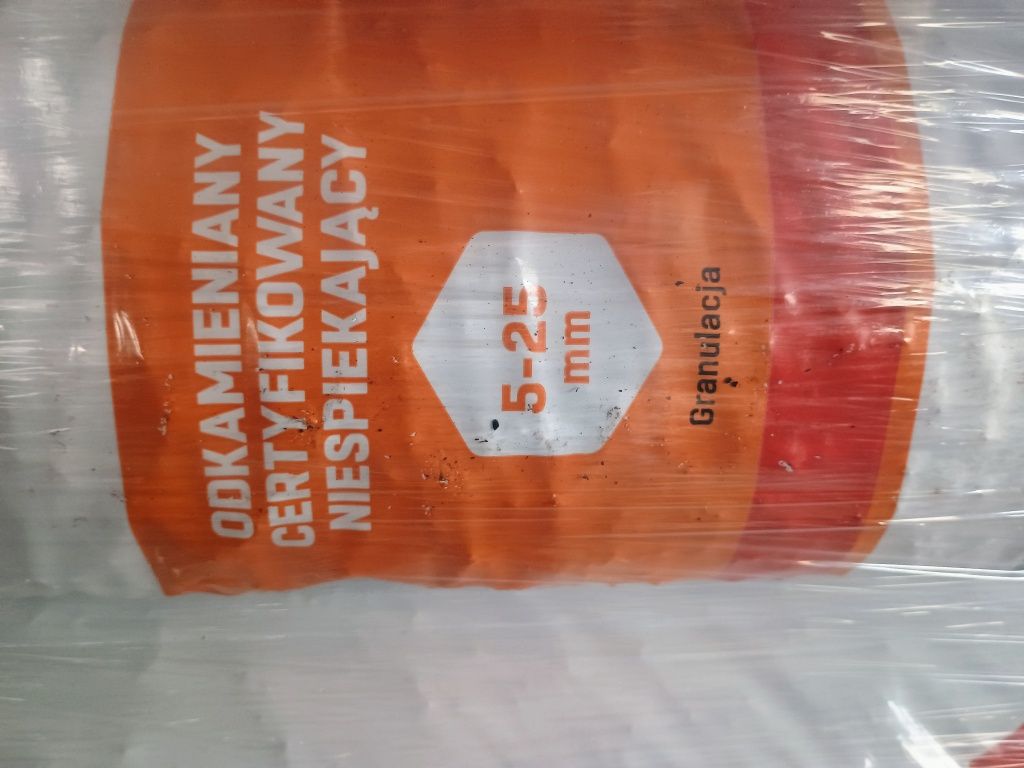 ODKAMIENIANY
CERTYFIKOWANY
NIESPIEKAJĄCY
5-25
mm
Granulacja